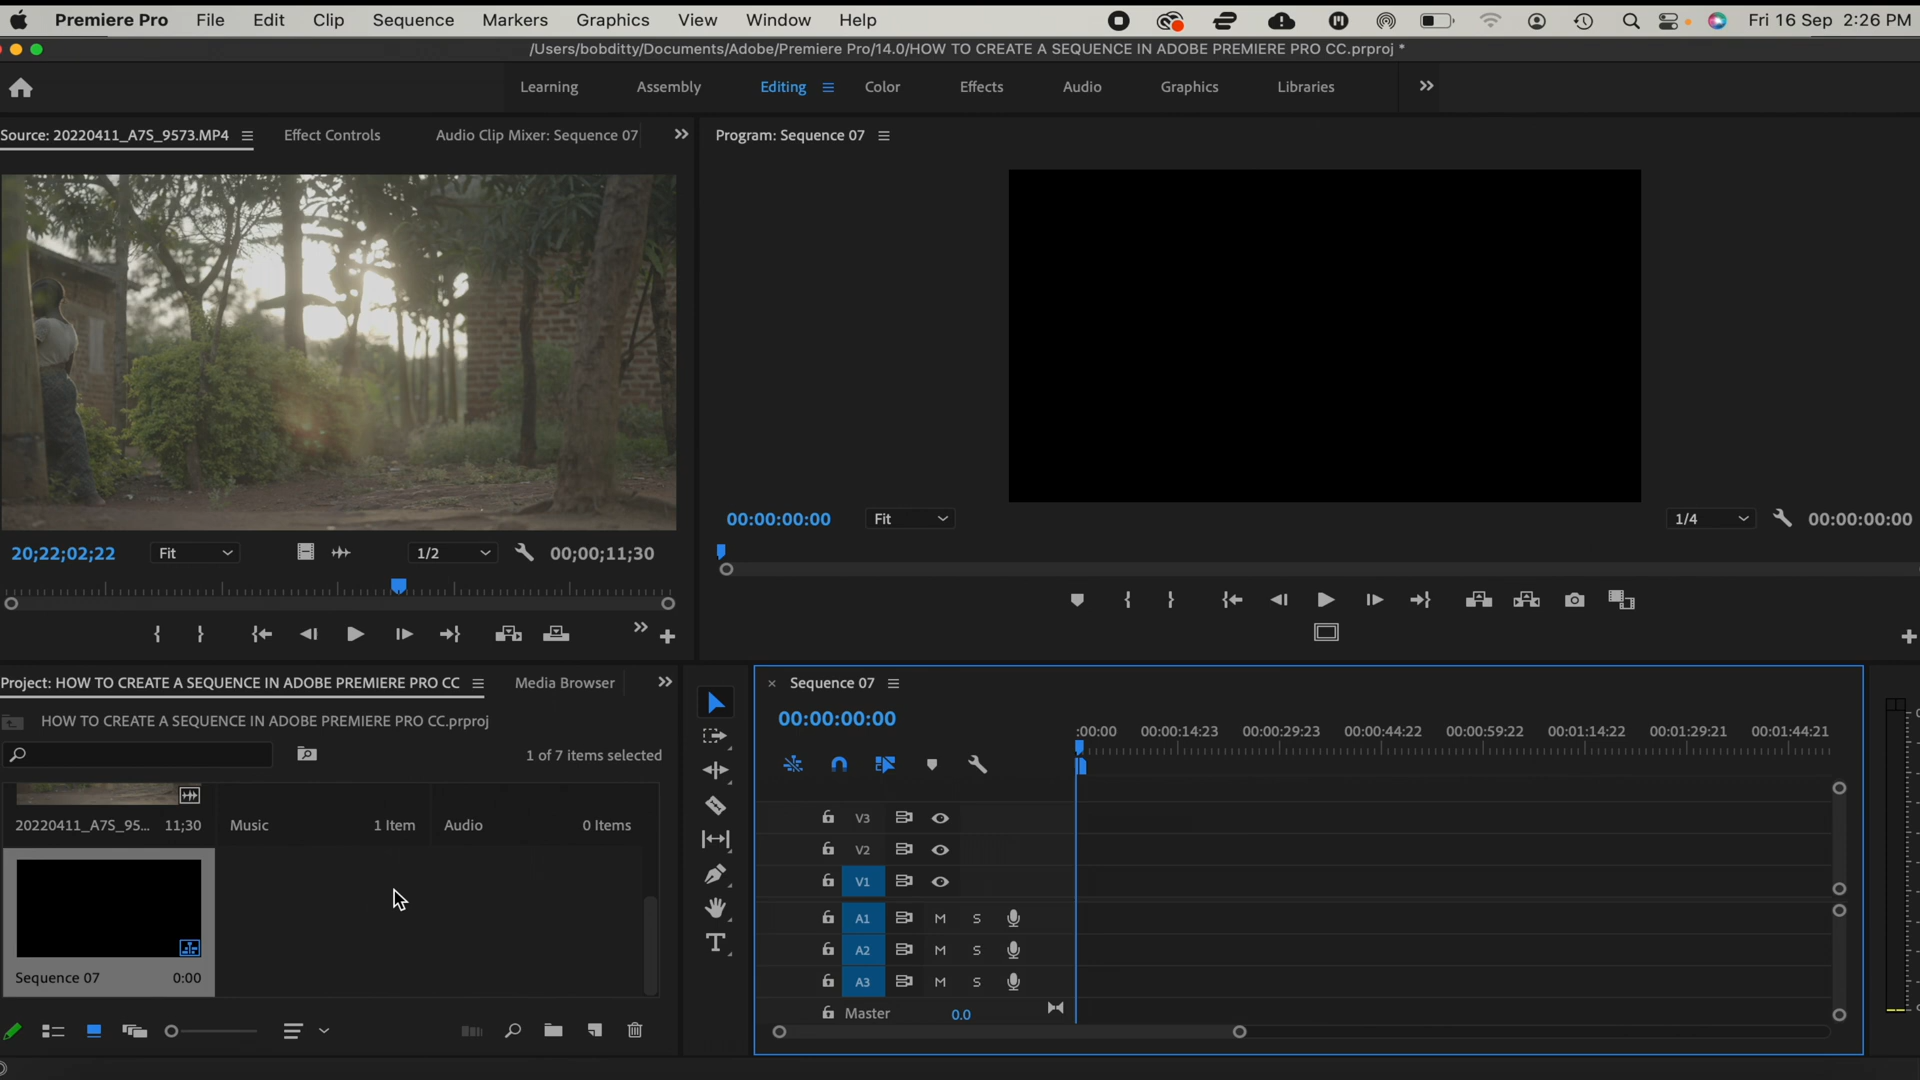 Premiere Pro File Edit Clip Sequence Markers Graphics View Window Help Fri 16 Sep 2:26 PM
/Users/bobditty/Documents/Adobe/Premiere Pro/14.0/HOW TO CREATE A SEQUENCE IN ADOBE PREMIERE PRO CC.prproj *
Learning Assembly Editing Color Effects Audio Graphics Libraries
Source: 20220411_A7S_9573.MP4 Effect Controls Audio Clip Mixer: Sequence 07
Program: Sequence 07
00:00:00:00 Fit 1/4 00:00:00:00
20;22;02;22 Fit 1/2 00;00;11;30
Project: HOW TO CREATE A SEQUENCE IN ADOBE PREMIERE PRO CC Media Browser
HOW TO CREATE A SEQUENCE IN ADOBE PREMIERE PRO CC.prproj
1 of 7 items selected
20220411_A7S_95... 11;30 Music 1 Item Audio 0 Items
Sequence 07 0:00
× Sequence 07
00:00:00:00
:00:00 00:00:14:23 00:00:29:23 00:00:44:22 00:00:59:22 00:01:14:22 00:01:29:21 00:01:44:21
V3
V2
V1
A1 M S
A2 M S
A3 M S
Master 0.0